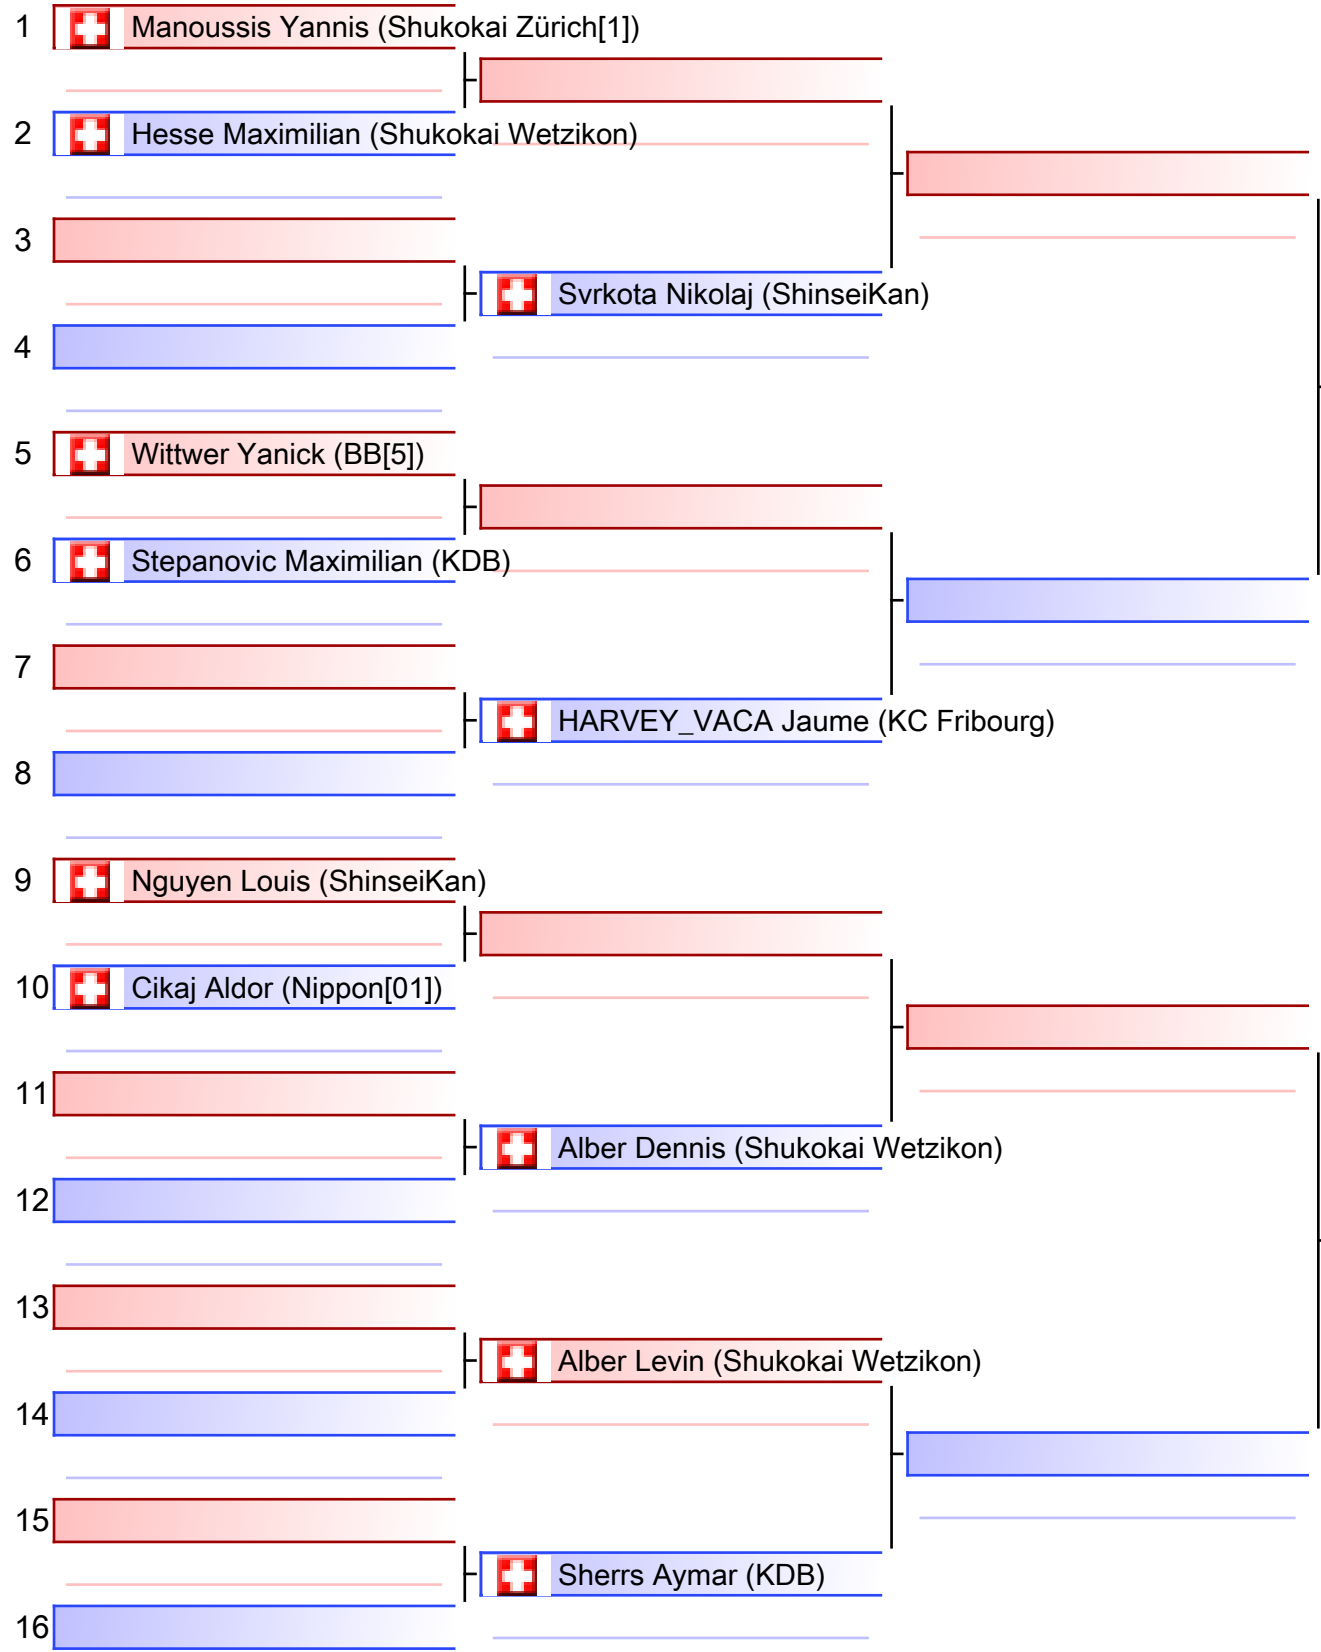 1 Manoussis Yannis (Shukokai Zürich[1])
2 Hesse Maximilian (Shukokai Wetzikon)
3
Svrkota Nikolaj (ShinseiKan)
4
5 Wittwer Yanick (BB[5])
6 Stepanovic Maximilian (KDB)
7
HARVEY_VACA Jaume (KC Fribourg)
8
9 Nguyen Louis (ShinseiKan)
10 Cikaj Aldor (Nippon[01])
11
Alber Dennis (Shukokai Wetzikon)
12
13
Alber Levin (Shukokai Wetzikon)
14
15
Sherrs Aymar (KDB)
16